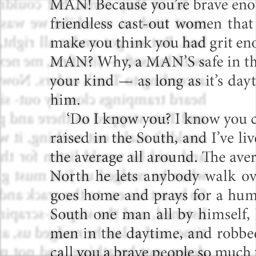 MAN! Because you're brave eno
friendless cast-out women that
make you think you had grit eno
MAN? Why, a MAN'S safe in th
your kind — as long as it's dayt
him.
'Do I know you? I know you c
raised in the South, and I've live
the average all around. The aver
North he lets anybody walk ov
goes home and prays for a hum
South one man all by himself,
men in the daytime, and robbe
call you a brave people so much